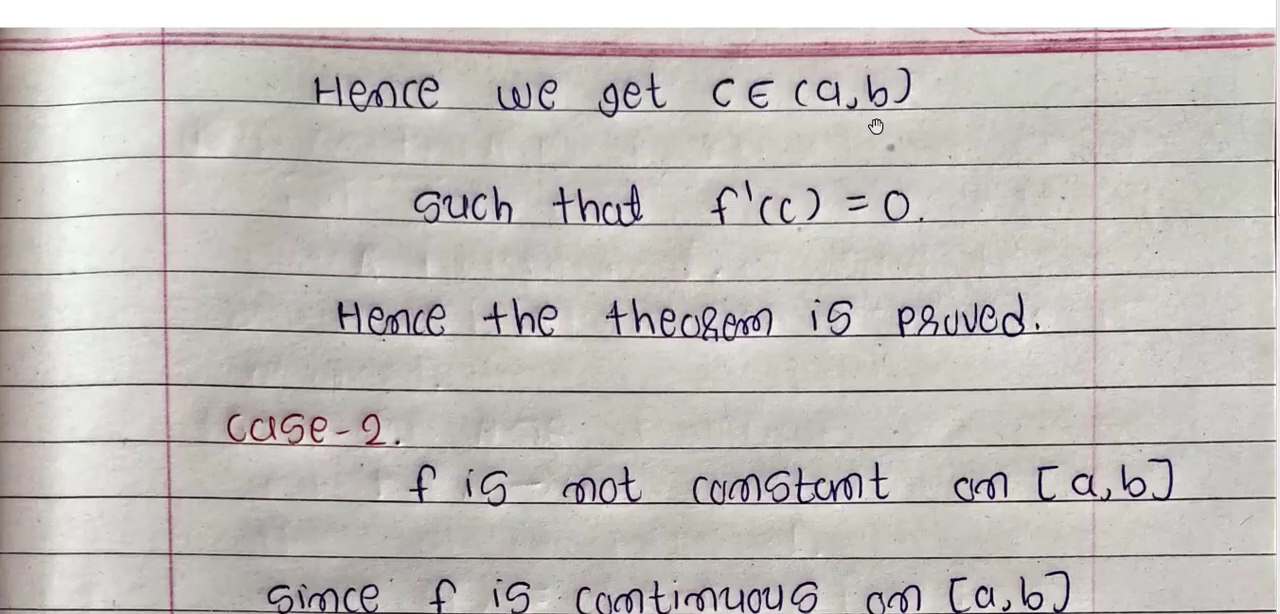 Hence we get C ∈ (a,b)
such that f'(c) = 0.
Hence the theorem is proved.
case-2.
f is not constant on [a,b]
since f is continuous on [a,b]